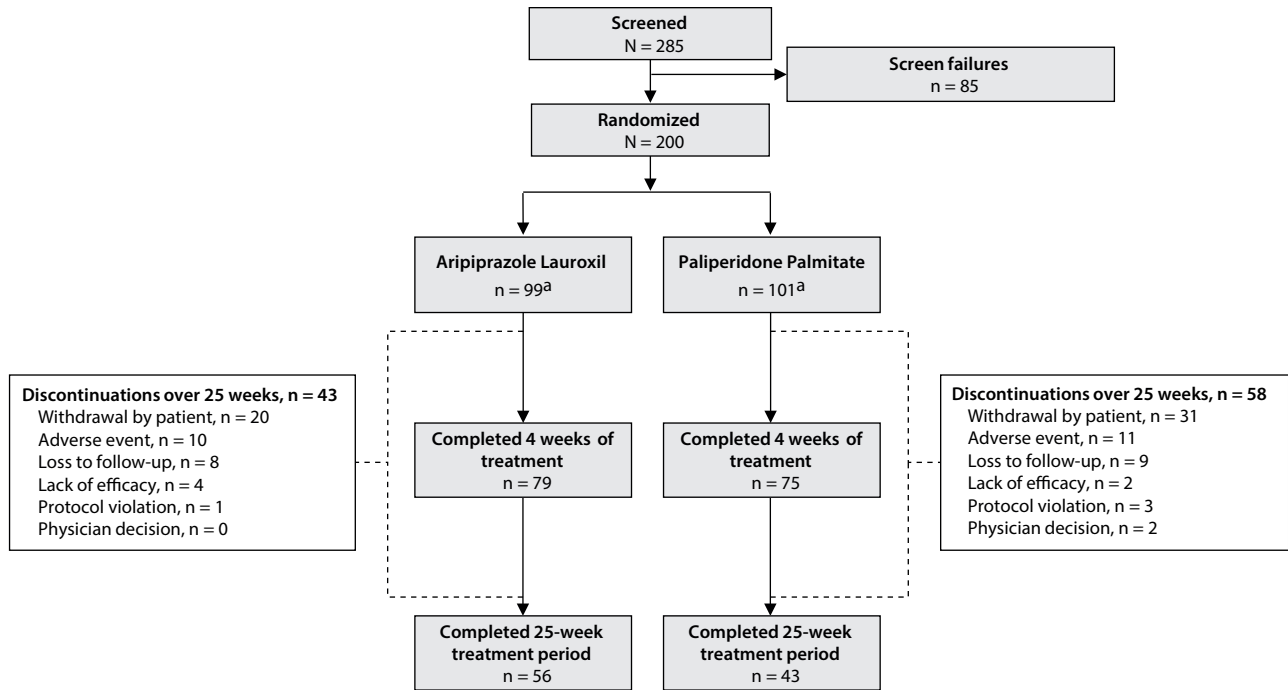 Screened
N = 285
Screen failures
n = 85
Randomized
N = 200
Aripiprazole Lauroxil
n = 99a
Paliperidone Palmitate
n = 101a
Discontinuations over 25 weeks, n = 43
Withdrawal by patient, n = 20
Adverse event, n = 10
Loss to follow-up, n = 8
Lack of efficacy, n = 4
Protocol violation, n = 1
Physician decision, n = 0
Completed 4 weeks of
treatment
n = 79
Completed 4 weeks of
treatment
n = 75
Discontinuations over 25 weeks, n = 58
Withdrawal by patient, n = 31
Adverse event, n = 11
Loss to follow-up, n = 9
Lack of efficacy, n = 2
Protocol violation, n = 3
Physician decision, n = 2
Completed 25-week
treatment period
n = 56
Completed 25-week
treatment period
n = 43